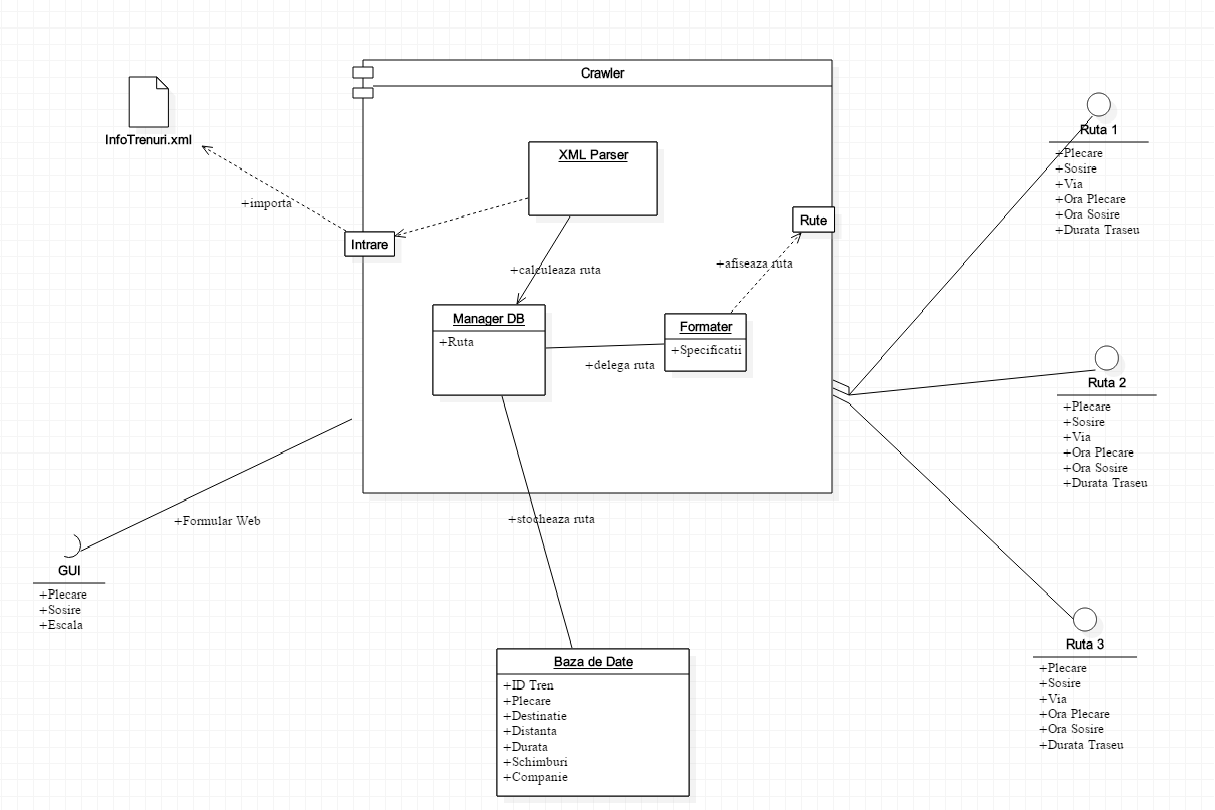 Crawler
InfoTrenuri.xml
+importa
Intrare
XML Parser
+calculeaza ruta
Rute
+afiseaza ruta
Manager DB
+Ruta
Formater
+Specificatii
+delega ruta
+stocheaza ruta
+Formular Web
GUI
+Plecare
+Sosire
+Escala
Baza de Date
+ID Tren
+Plecare
+Destinatie
+Distanta
+Durata
+Schimburi
+Companie
Ruta 1
+Plecare
+Sosire
+Via
+Ora Plecare
+Ora Sosire
+Durata Traseu
Ruta 2
+Plecare
+Sosire
+Via
+Ora Plecare
+Ora Sosire
+Durata Traseu
Ruta 3
+Plecare
+Sosire
+Via
+Ora Plecare
+Ora Sosire
+Durata Traseu